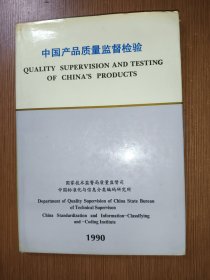 中国产品质量监督检验
QUALITY SUPERVISION AND TESTING
OF CHINA'S PRODUCTS
国家技术监督局质量监督司
中国标准化与信息分类编码研究所
Department of Quality Supervision of China State Bureau
of Technical Supervison
China Standardization and Information-Classifying
and-Coding Institute
1990